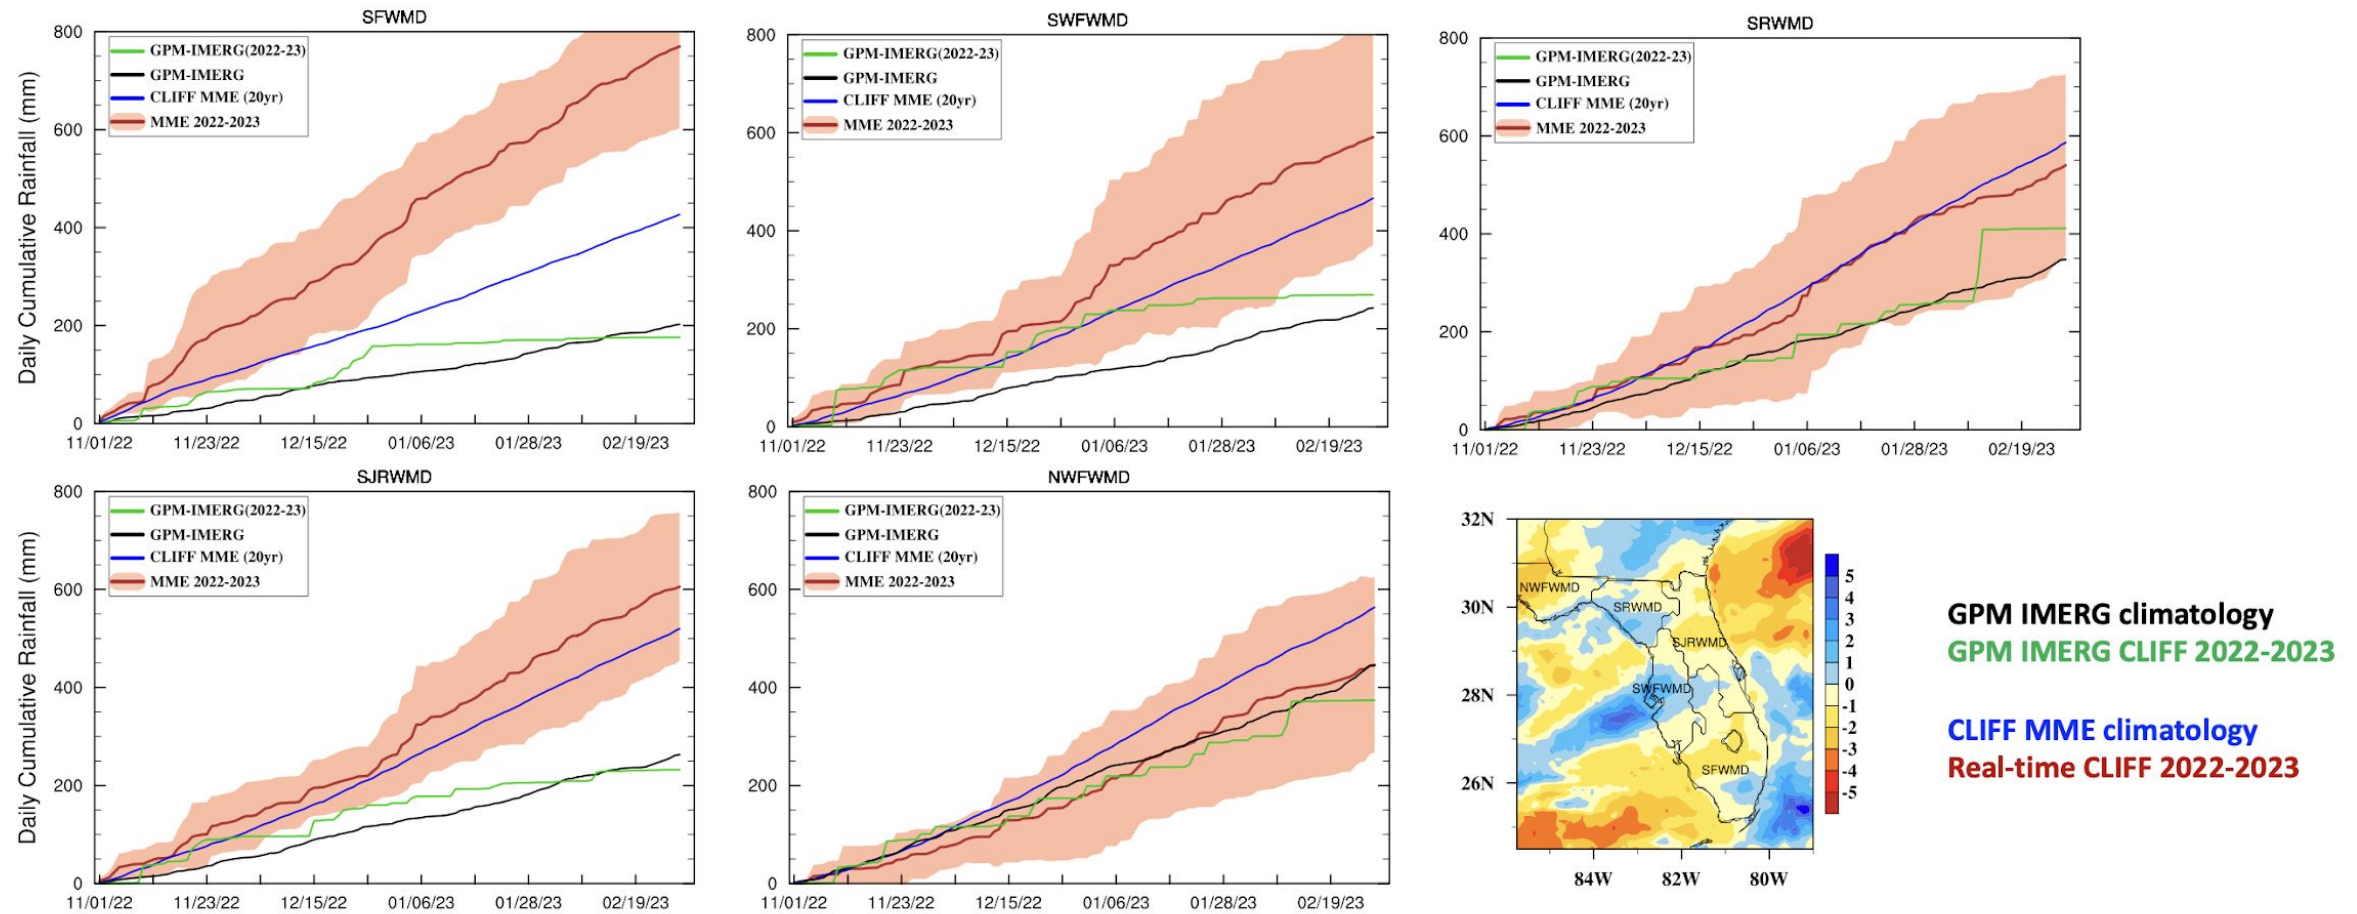 SFWMD
800
600
400
200
0
Daily Cumulative Rainfall (mm)
GPM-IMERG(2022-23)
GPM-IMERG
CLIFF MME (20yr)
MME 2022-2023
11/01/22 11/23/22 12/15/22 01/06/23 01/28/23 02/19/23
SWFWMD
800
600
400
200
0
GPM-IMERG(2022-23)
GPM-IMERG
CLIFF MME (20yr)
MME 2022-2023
11/01/22 11/23/22 12/15/22 01/06/23 01/28/23 02/19/23
SRWMD
800
600
400
200
0
GPM-IMERG(2022-23)
GPM-IMERG
CLIFF MME (20yr)
MME 2022-2023
11/01/22 11/23/22 12/15/22 01/06/23 01/28/23 02/19/23
SJRWMD
800
600
400
200
0
Daily Cumulative Rainfall (mm)
GPM-IMERG(2022-23)
GPM-IMERG
CLIFF MME (20yr)
MME 2022-2023
11/01/22 11/23/22 12/15/22 01/06/23 01/28/23 02/19/23
NWFWMD
800
600
400
200
0
GPM-IMERG(2022-23)
GPM-IMERG
CLIFF MME (20yr)
MME 2022-2023
11/01/22 11/23/22 12/15/22 01/06/23 01/28/23 02/19/23
32N
30N
28N
26N
NWFWMD
SRWMD
SJRWMD
SWFWMD
SFWMD
84W 82W 80W
5
4
3
2
1
0
-1
-2
-3
-4
-5
GPM IMERG climatology
GPM IMERG CLIFF 2022-2023
CLIFF MME climatology
Real-time CLIFF 2022-2023